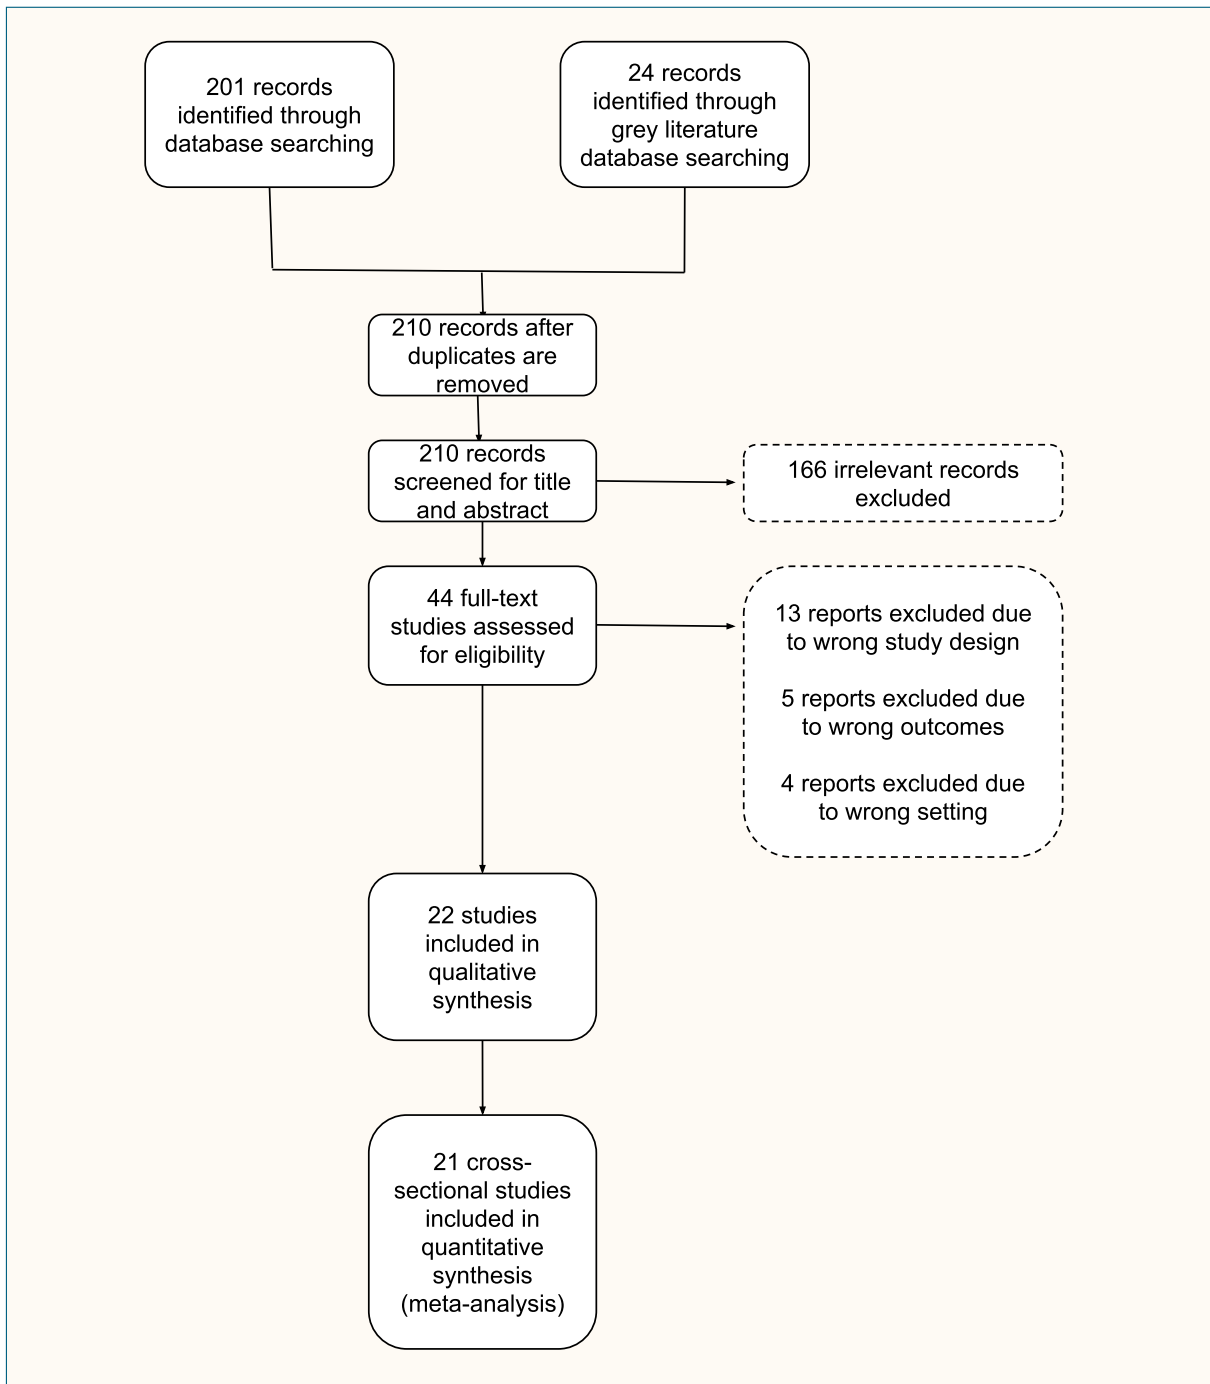 201 records
identified through
database searching
24 records
identified through
grey literature
database searching
210 records after
duplicates are
removed
210 records
screened for title
and abstract
166 irrelevant records
excluded
44 full-text
studies assessed
for eligibility
13 reports excluded due
to wrong study design
5 reports excluded due
to wrong outcomes
4 reports excluded due
to wrong setting
22 studies
included in
qualitative
synthesis
21 cross-
sectional studies
included in
quantitative
synthesis
(meta-analysis)